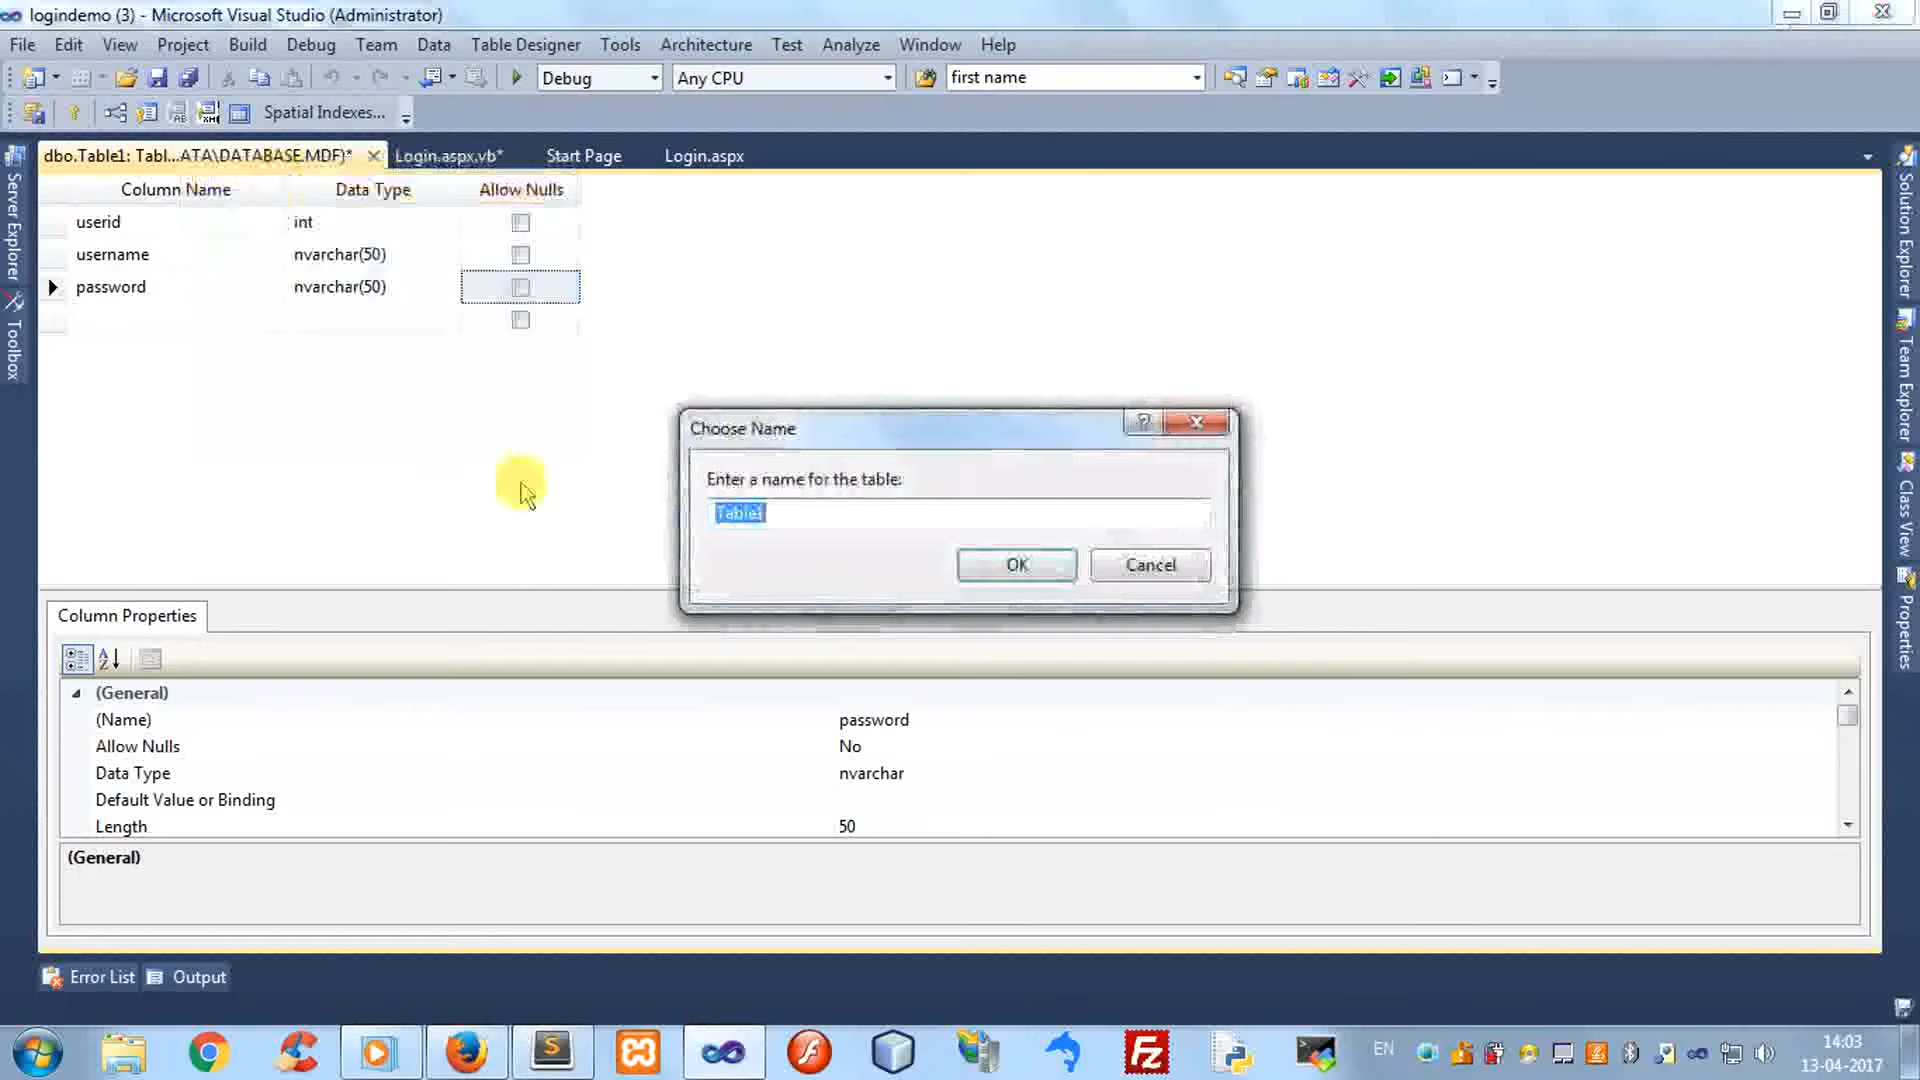 logindemo (3) - Microsoft Visual Studio (Administrator)
File Edit View Project Build Debug Team Data Table Designer Tools Architecture Test Analyze Window Help
Debug Any CPU first name
Spatial Indexes...
dbo.Table1: Tabl...ATA\DATABASE.MDF)* Login.aspx.vb* Start Page Login.aspx
Column Name Data Type Allow Nulls
userid int
username nvarchar(50)
password nvarchar(50)
Server Explorer
Toolbox
Solution Explorer
Team Explorer
Class View
Properties
Choose Name
Enter a name for the table:
Table1
OK Cancel
Column Properties
(General)
(Name) password
Allow Nulls No
Data Type nvarchar
Default Value or Binding
Length 50
(General)
Error List Output
EN
14:03
13-04-2017